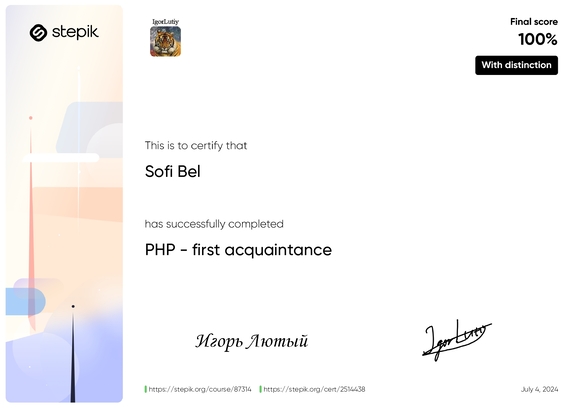 stepik
IgorLutiy
Final score
100%
With distinction
This is to certify that
Sofi Bel
has successfully completed
PHP - first acquaintance
Игорь Лютый
IgorLutiy
https://stepik.org/course/87314
https://stepik.org/cert/2514438
July 4, 2024